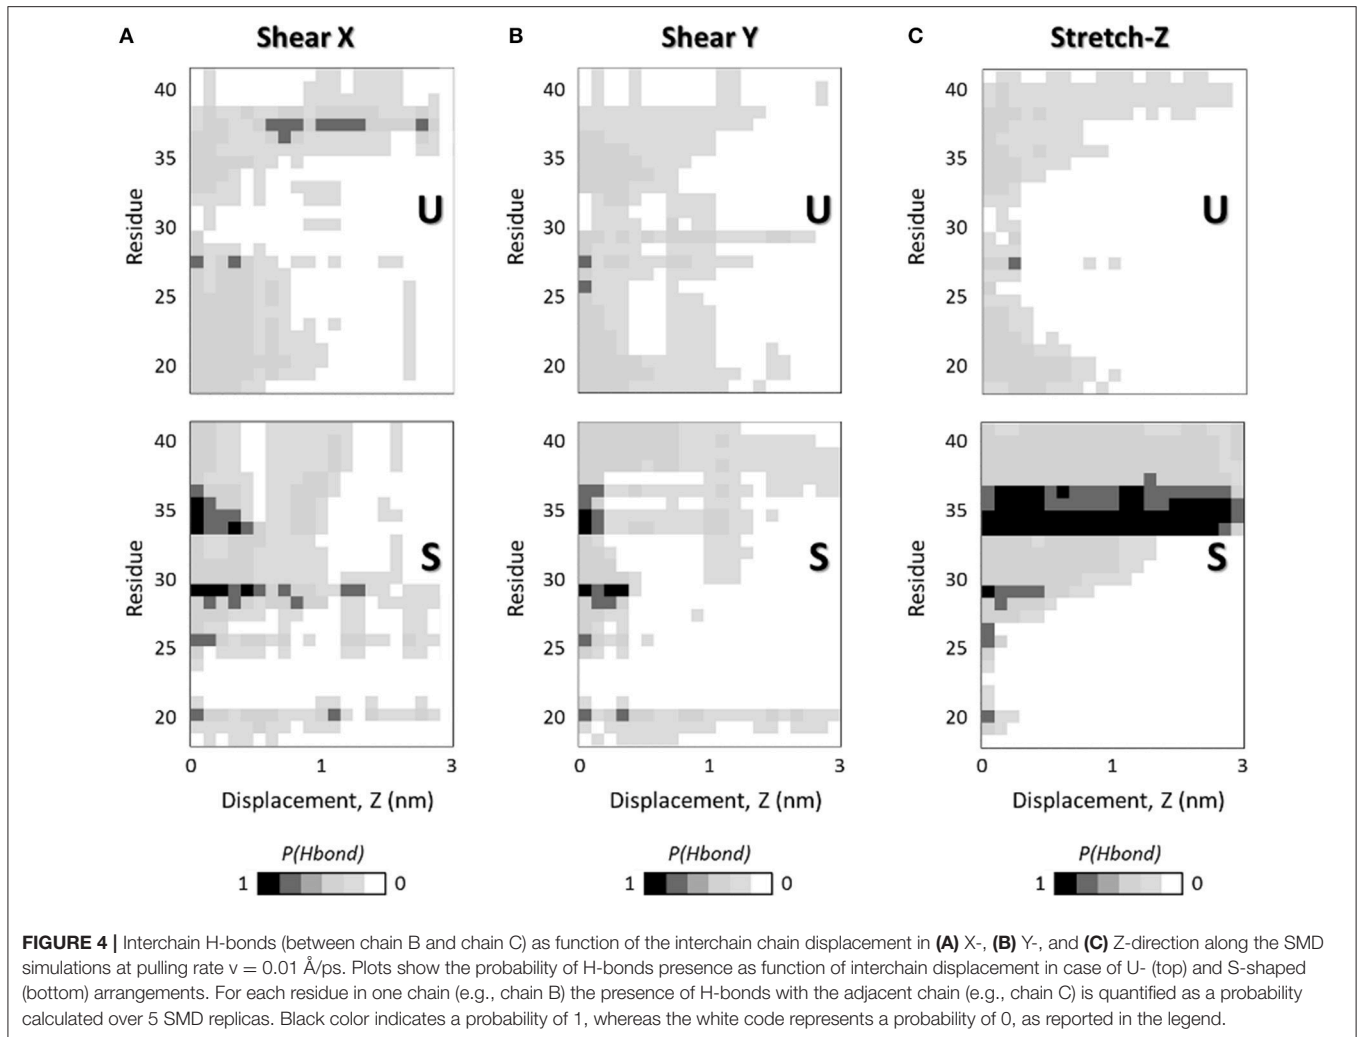 A Shear X
B Shear Y
C Stretch-Z
40
35
30
25
20
Residue
U
40
35
30
25
20
Residue
U
40
35
30
25
20
Residue
U
40
35
30
25
20
Residue
S
0 1 3
Displacement, Z (nm)
40
35
30
25
20
Residue
S
0 1 3
Displacement, Z (nm)
40
35
30
25
20
Residue
S
0 1 3
Displacement, Z (nm)
P(Hbond)
1 0
P(Hbond)
1 0
P(Hbond)
1 0
FIGURE 4 | Interchain H-bonds (between chain B and chain C) as function of the interchain chain displacement in (A) X-, (B) Y-, and (C) Z-direction along the SMD
simulations at pulling rate v = 0.01 Å/ps. Plots show the probability of H-bonds presence as function of interchain displacement in case of U- (top) and S-shaped
(bottom) arrangements. For each residue in one chain (e.g., chain B) the presence of H-bonds with the adjacent chain (e.g., chain C) is quantified as a probability
calculated over 5 SMD replicas. Black color indicates a probability of 1, whereas the white code represents a probability of 0, as reported in the legend.